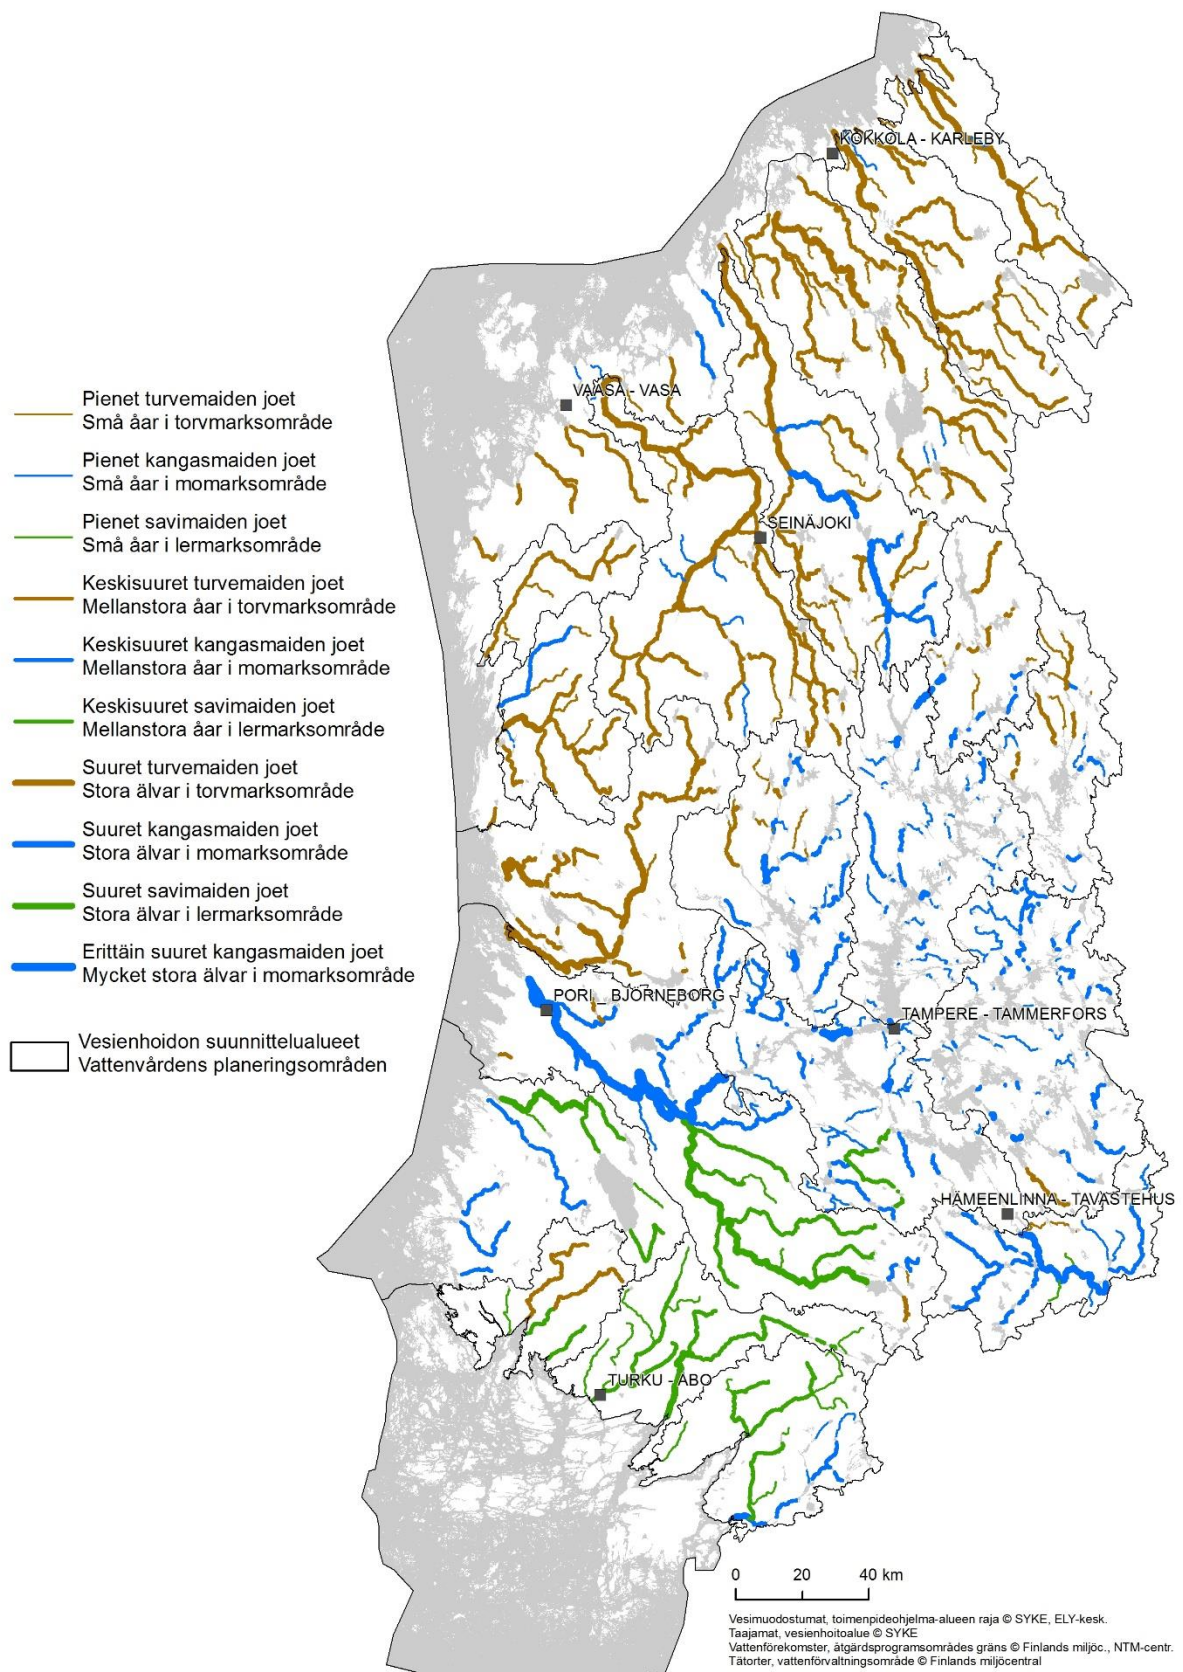 KOKKOLA - KARLEBY
VAASA - VASA
SEINÄJOKI
PORI - BJÖRNEBORG
TAMPERE - TAMMERFORS
HÄMEENLINNA - TAVASTEHUS
TURKU - ÅBO
Pienet turvemaiden joet
Små åar i torvmarksområde
Pienet kangasmaiden joet
Små åar i momarksområde
Pienet savimaiden joet
Små åar i lermarksområde
Keskisuuret turvemaiden joet
Mellanstora åar i torvmarksområde
Keskisuuret kangasmaiden joet
Mellanstora åar i momarksområde
Keskisuuret savimaiden joet
Mellanstora åar i lermarksområde
Suuret turvemaiden joet
Stora älvar i torvmarksområde
Suuret kangasmaiden joet
Stora älvar i momarksområde
Suuret savimaiden joet
Stora älvar i lermarksområde
Erittäin suuret kangasmaiden joet
Mycket stora älvar i momarksområde
Vesienhoidon suunnittelualueet
Vattenvårdens planeringsområden
0 20 40 km
Vesimuodostumat, toimenpideohjelma-alueen raja © SYKE, ELY-kesk.
Taajamat, vesienhoitoalue © SYKE
Vattenförekomster, åtgärdsprogramsområdes gräns © Finlands miljöc., NTM-centr.
Tätorter, vattenförvaltningsområde © Finlands miljöcentral